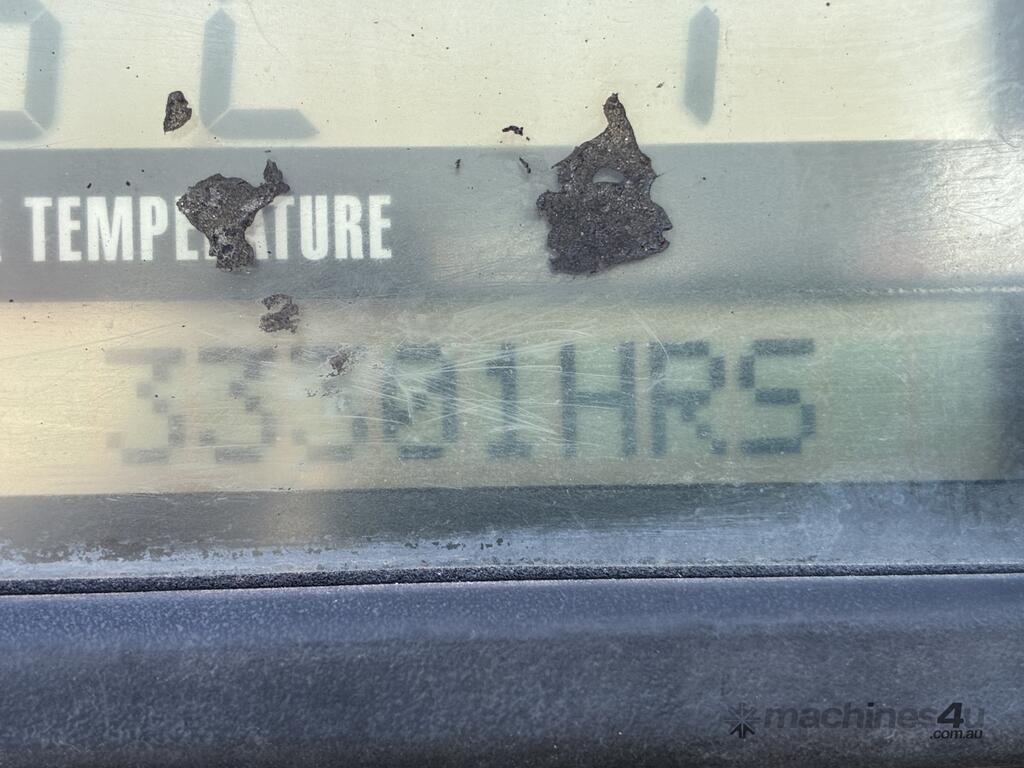 TEMPERATURE
33301HRS
machines4u
.com.au